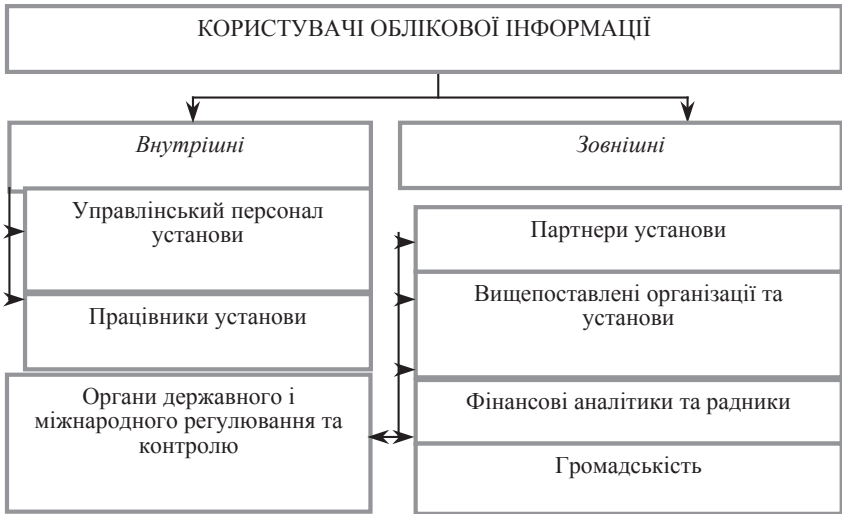 КОРИСТУВАЧІ ОБЛІКОВОЇ ІНФОРМАЦІЇ
Внутрішні
Зовнішні
Управлінський персонал
установи
Працівники установи
Органи державного і
міжнародного регулювання та
контролю
Партнери установи
Вищепоставлені організації та
установи
Фінансові аналітики та радники
Громадськість